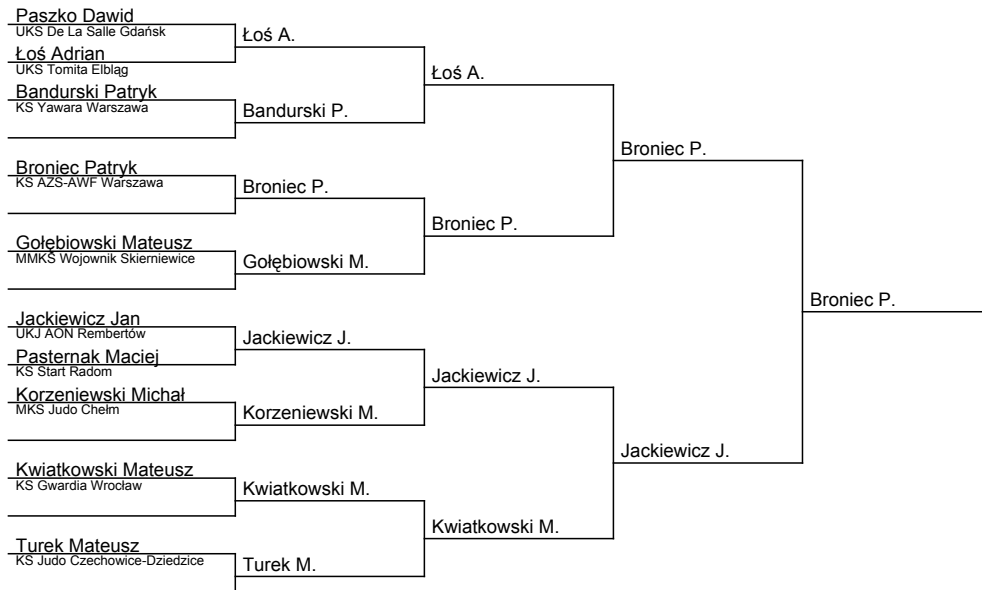 Paszko Dawid
UKS De La Salle Gdańsk
Łoś Adrian
UKS Tomita Elbląg
Bandurski Patryk
KS Yawara Warszawa
Broniec Patryk
KS AZS-AWF Warszawa
Gołębiowski Mateusz
MMKS Wojownik Skierniewice
Jackiewicz Jan
UKJ AON Rembertów
Pasternak Maciej
KS Start Radom
Korzeniewski Michał
MKS Judo Chełm
Kwiatkowski Mateusz
KS Gwardia Wrocław
Turek Mateusz
KS Judo Czechowice-Dziedzice
Łoś A.
Bandurski P.
Broniec P.
Gołębiowski M.
Jackiewicz J.
Korzeniewski M.
Kwiatkowski M.
Turek M.
Łoś A.
Broniec P.
Jackiewicz J.
Kwiatkowski M.
Broniec P.
Jackiewicz J.
Broniec P.